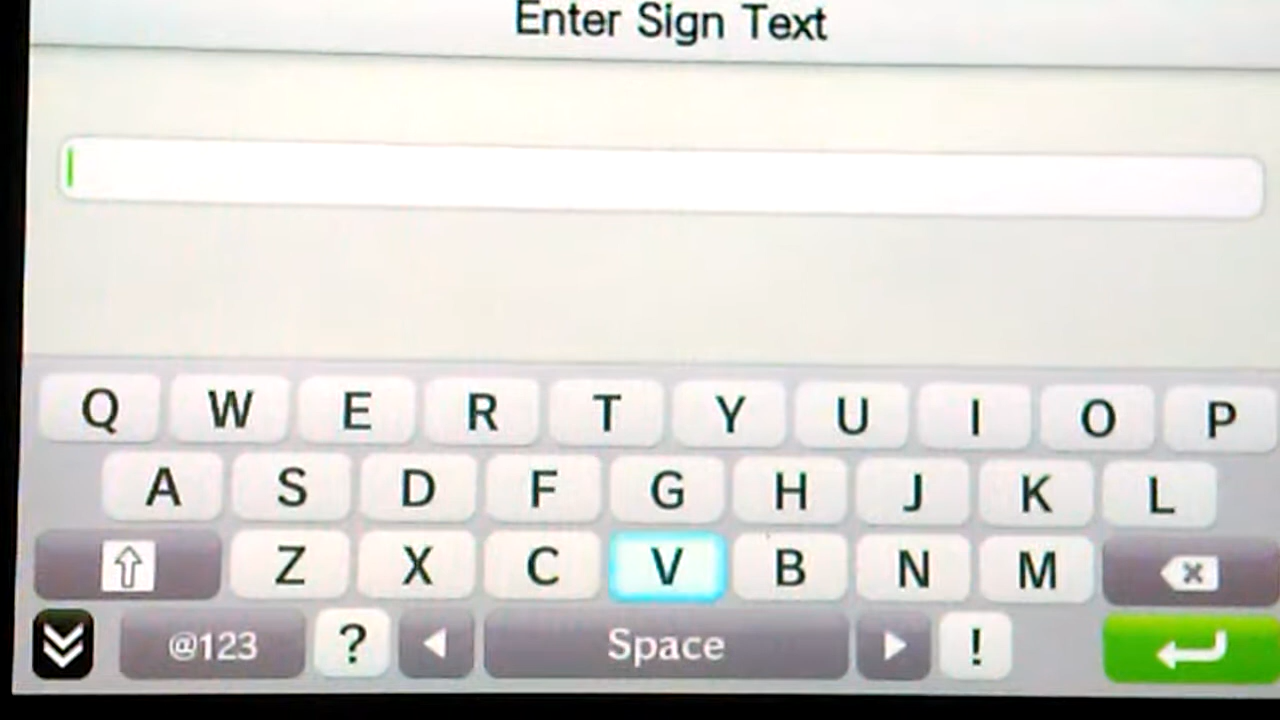 Enter Sign Text
Q W E R T Y U I O P
A S D F G H J K L
Z X C V B N M
@123 ? Space !